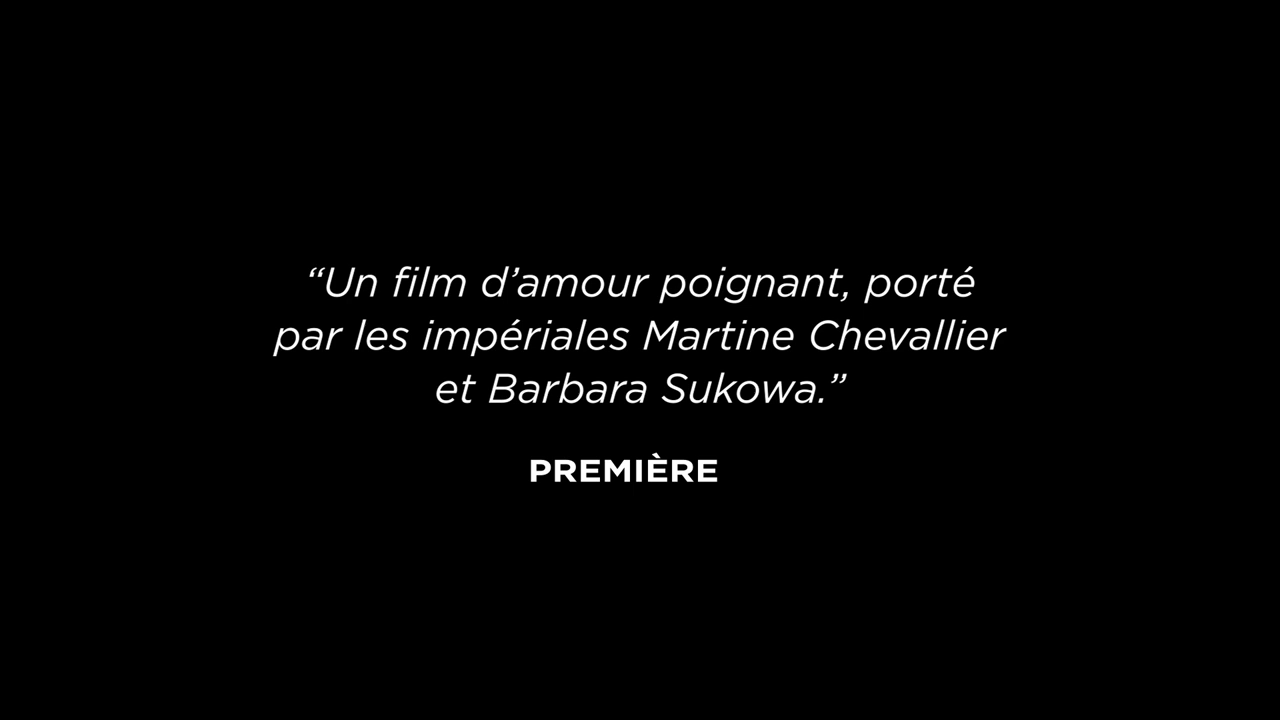 “Un film d’amour poignant, porté
par les impériales Martine Chevallier
et Barbara Sukowa.”
PREMIÈRE